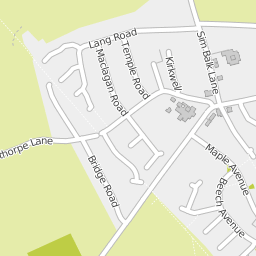 Lang Road
Sim Balk Lane
Temple Road
Maclagan Road
Kirkwell
thorpe Lane
Bridge Road
Maple Avenue
Beech Avenue